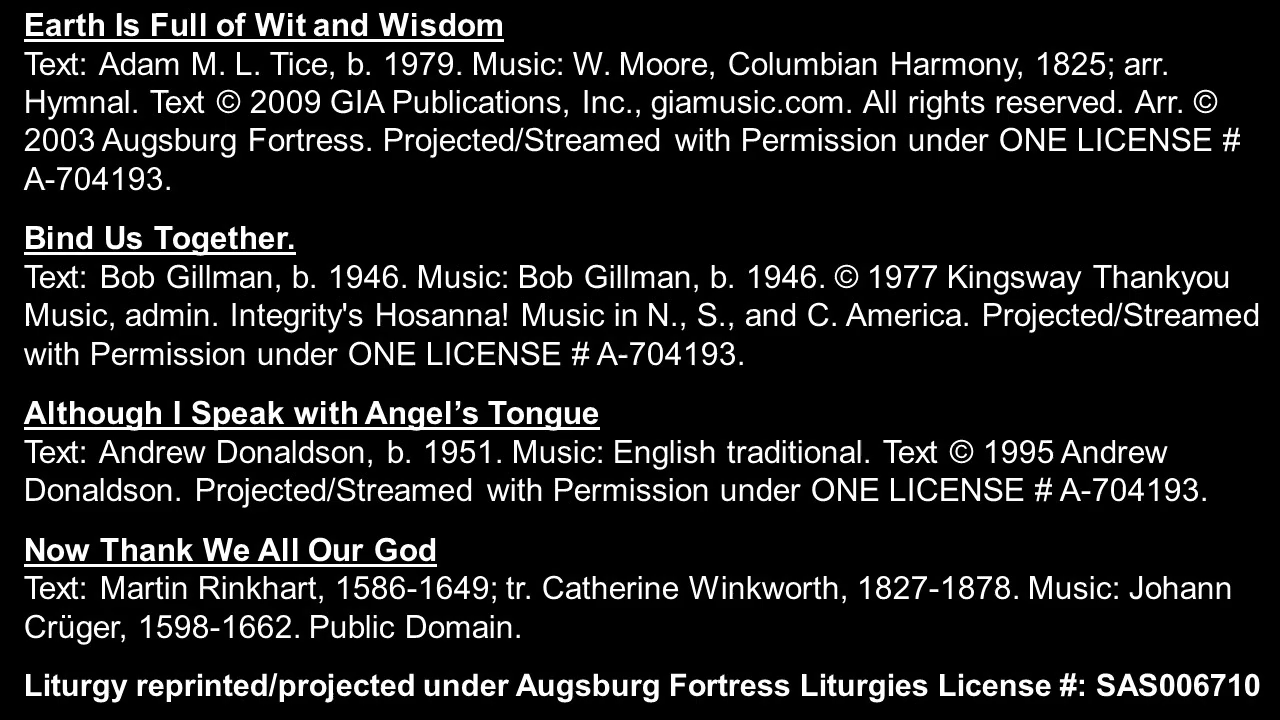 Earth Is Full of Wit and Wisdom
Text: Adam M. L. Tice, b. 1979. Music: W. Moore, Columbian Harmony, 1825; arr.
Hymnal. Text © 2009 GIA Publications, Inc., giamusic.com. All rights reserved. Arr. ©
2003 Augsburg Fortress. Projected/Streamed with Permission under ONE LICENSE #
A-704193.
Bind Us Together.
Text: Bob Gillman, b. 1946. Music: Bob Gillman, b. 1946. © 1977 Kingsway Thankyou
Music, admin. Integrity's Hosanna! Music in N., S., and C. America. Projected/Streamed
with Permission under ONE LICENSE # A-704193.
Although I Speak with Angel’s Tongue
Text: Andrew Donaldson, b. 1951. Music: English traditional. Text © 1995 Andrew
Donaldson. Projected/Streamed with Permission under ONE LICENSE # A-704193.
Now Thank We All Our God
Text: Martin Rinkhart, 1586-1649; tr. Catherine Winkworth, 1827-1878. Music: Johann
Crüger, 1598-1662. Public Domain.
Liturgy reprinted/projected under Augsburg Fortress Liturgies License #: SAS006710